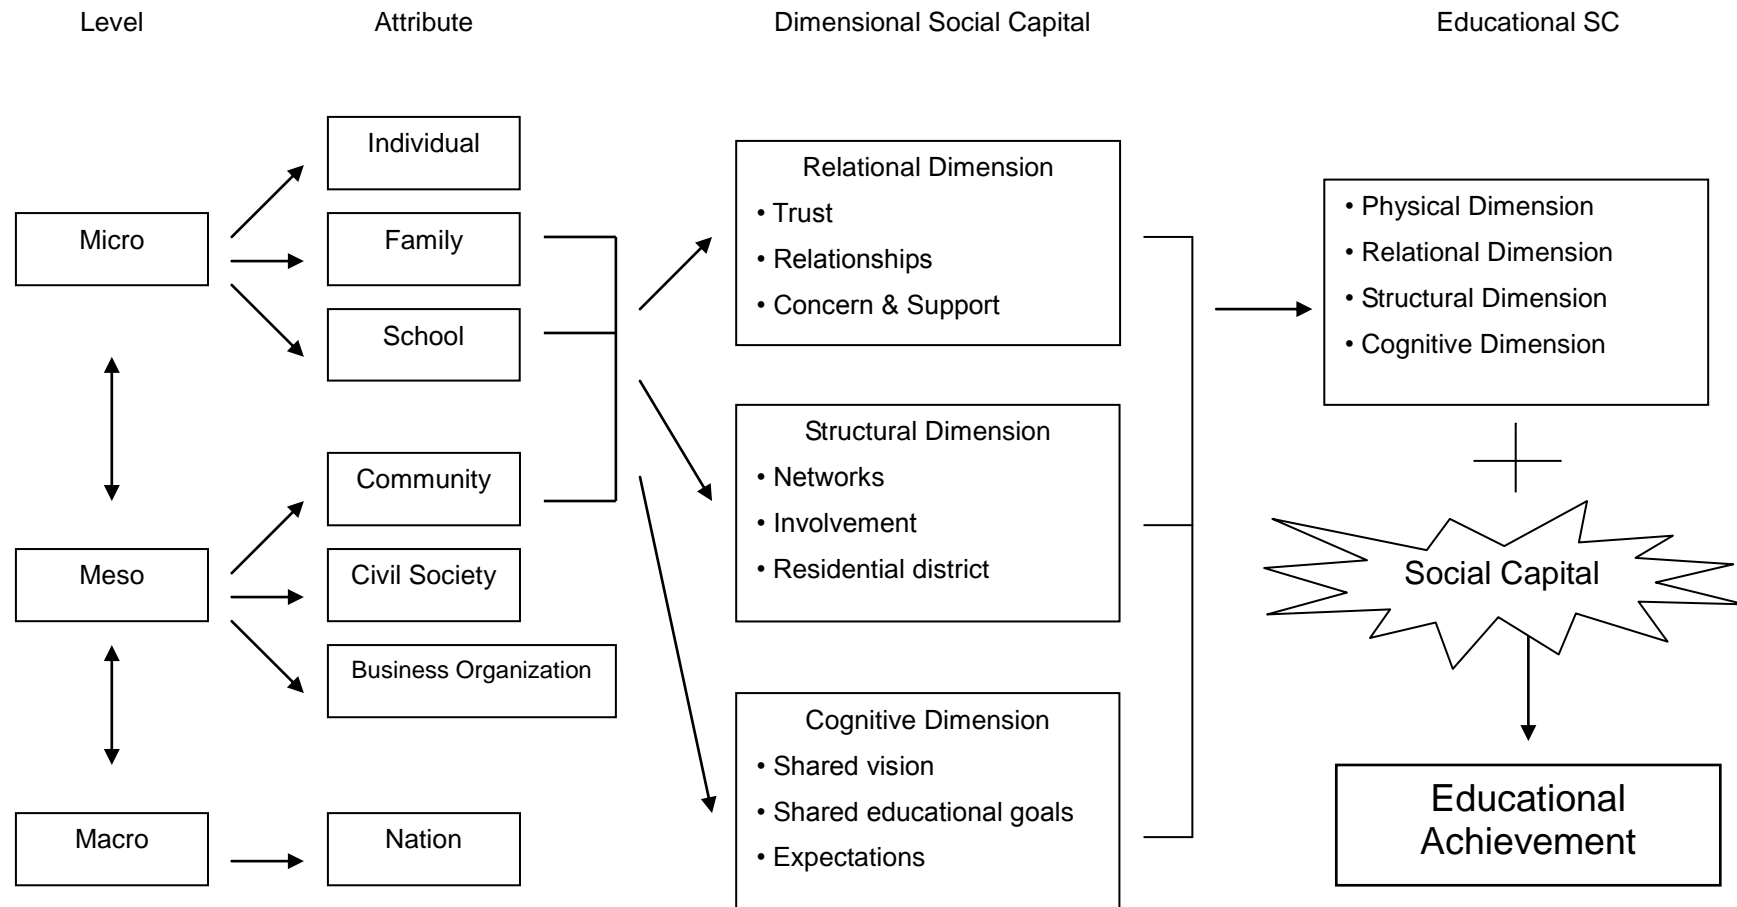 Level
Attribute
Dimensional Social Capital
Educational SC
Micro
Meso
Macro
Individual
Family
School
Community
Civil Society
Business Organization
Nation
Relational Dimension
• Trust
• Relationships
• Concern & Support
Structural Dimension
• Networks
• Involvement
• Residential district
Cognitive Dimension
• Shared vision
• Shared educational goals
• Expectations
• Physical Dimension
• Relational Dimension
• Structural Dimension
• Cognitive Dimension
Social Capital
Educational
Achievement